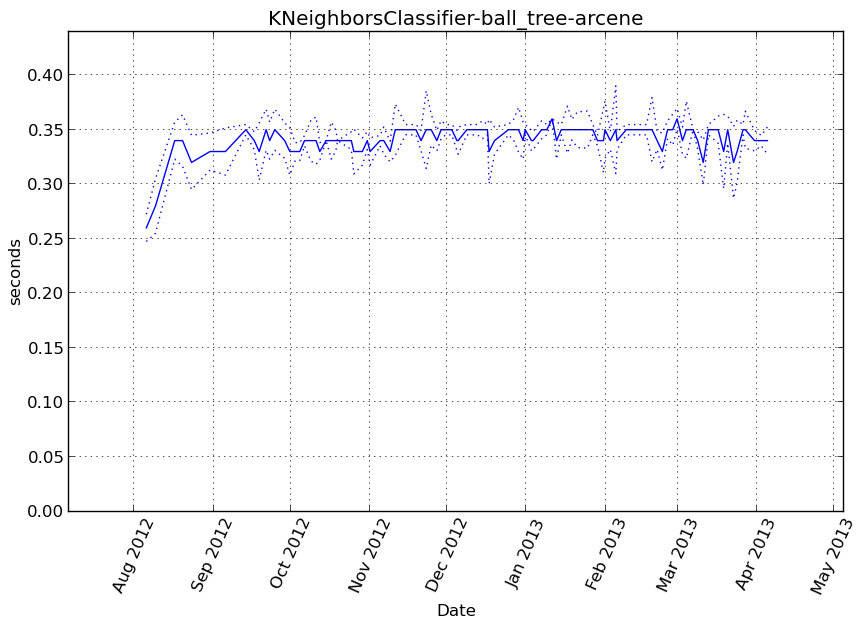 KNeighborsClassifier-ball_tree-arcene
0.40
0.35
0.30
0.25
0.20
0.15
0.10
0.05
0.00
seconds
Aug 2012
Sep 2012
Oct 2012
Nov 2012
Dec 2012
Jan 2013
Feb 2013
Mar 2013
Apr 2013
May 2013
Date